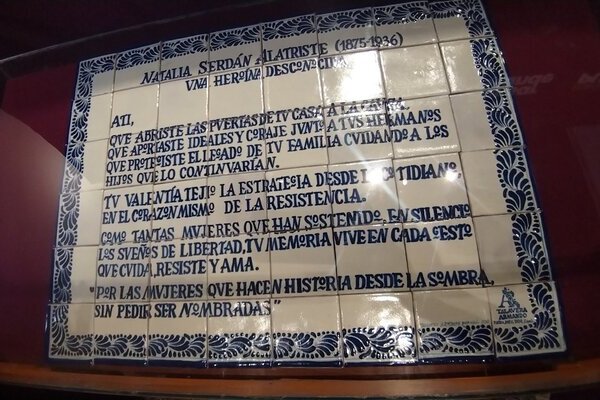 NATALIA SERDÁN ALATRISTE (1875-1936)
UNA HEROÍNA DESCONOCIDA
A TI,
QUE ABRISTE LAS PUERTAS DE TU CASA A LA CAUSA.
QUE APORTASTE IDEALES Y CORAJE JUNTO A TUS HERMANOS
QUE PROTEGISTE EL LEGADO DE TU FAMILIA CUIDANDO A LOS
HIJOS QUE LO CONTINUARÍAN.
TU VALENTÍA TEJIÓ LA ESTRATEGIA DESDE LO COTIDIANO,
EN EL CORAZÓN MISMO DE LA RESISTENCIA.
COMO TANTAS MUJERES QUE HAN SOSTENIDO, EN SILENCIO
LOS SUEÑOS DE LIBERTAD, TU MEMORIA VIVE EN CADA GESTO
QUE CUIDA, RESISTE Y AMA.
"POR LAS MUJERES QUE HACEN HISTORIA DESDE LA SOMBRA,
SIN PEDIR SER NOMBRADAS"
TALAVERA
ARMANDO